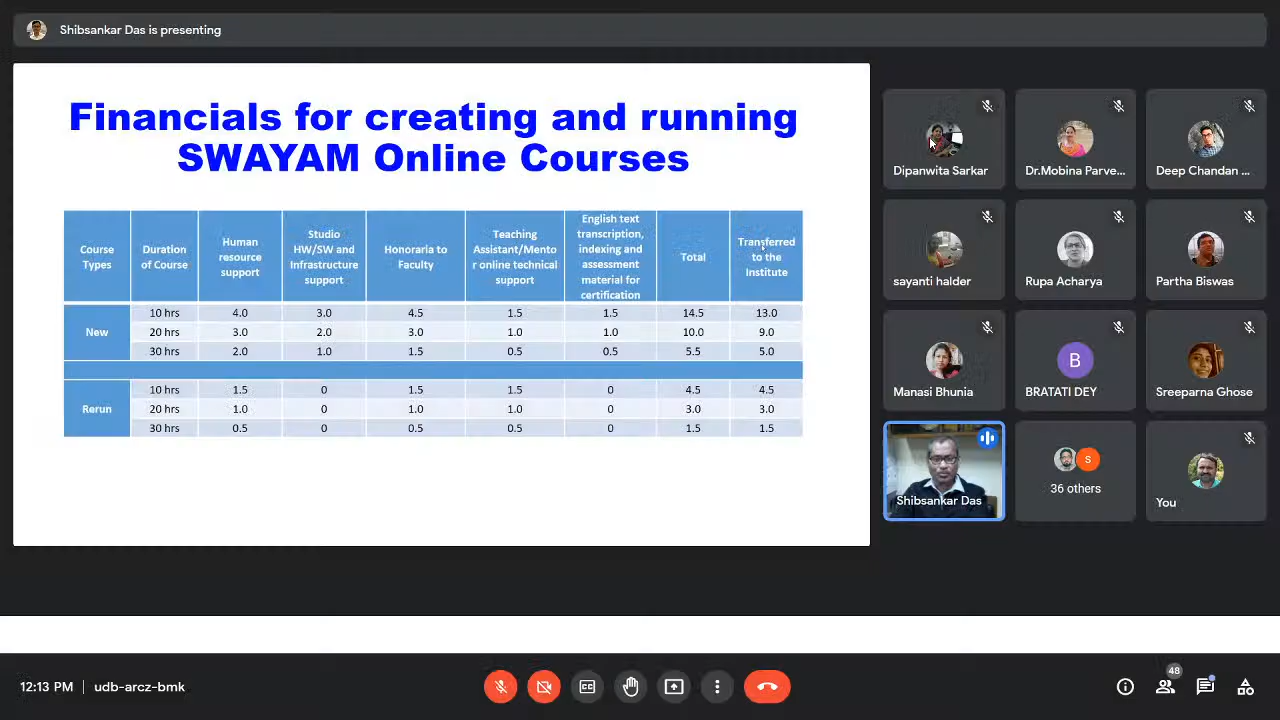 Shibsankar Das is presenting
Financials for creating and running
SWAYAM Online Courses
Course Types | Duration of Course | Human resource support | Studio HW/SW and Infrastructure support | Honoraria to Faculty | Teaching Assistant/Mentor online technical support | English text transcription, indexing and assessment material for certification | Total | Transferred to the Institute
New
10 hrs 4.0 3.0 4.5 1.5 1.5 14.5 13.0
20 hrs 3.0 2.0 3.0 1.0 1.0 10.0 9.0
30 hrs 2.0 1.0 1.5 0.5 0.5 5.5 5.0
Rerun
10 hrs 1.5 0 1.5 1.5 0 4.5 4.5
20 hrs 1.0 0 1.0 1.0 0 3.0 3.0
30 hrs 0.5 0 0.5 0.5 0 1.5 1.5
Dipanwita Sarkar
Dr.Mobina Parve...
Deep Chandan ...
sayanti halder
Rupa Acharya
Partha Biswas
Manasi Bhunia
B
BRATATI DEY
Sreeparna Ghose
Shibsankar Das
S
36 others
You
12:13 PM | udb-arcz-bmk
CC
48